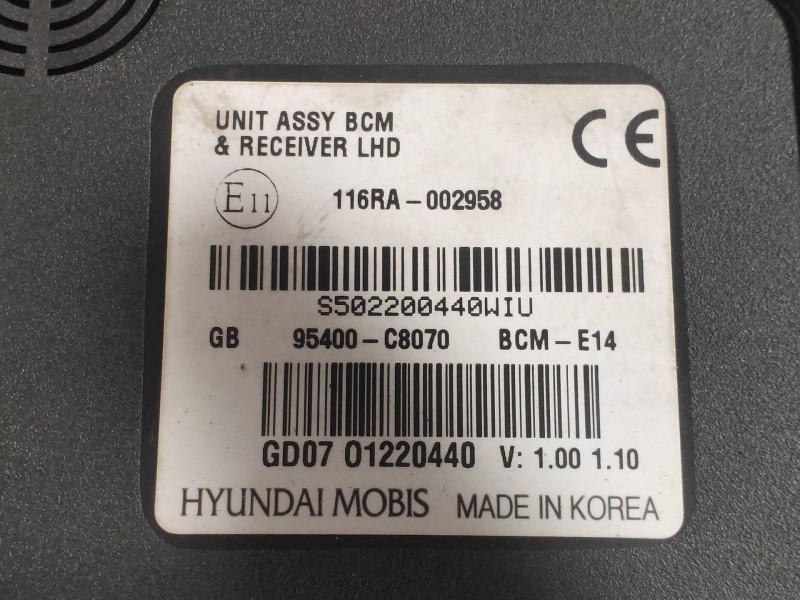 UNIT ASSY BCM
& RECEIVER LHD
CE
E11 116RA-002958
S502200440WIU
GB 95400-C8070 BCM-E14
GD07 01220440 V: 1.00 1.10
HYUNDAI MOBIS MADE IN KOREA